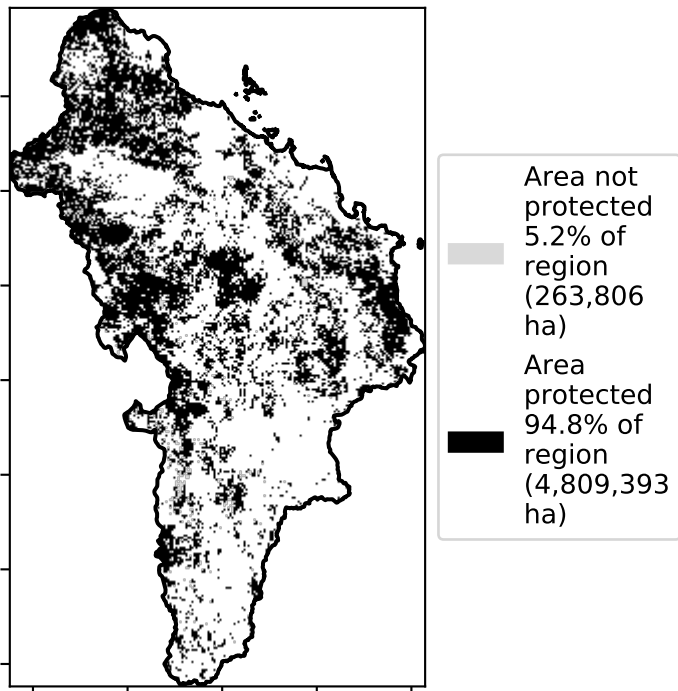 Area not
protected
5.2% of
region
(263,806
ha)
Area
protected
94.8% of
region
(4,809,393
ha)